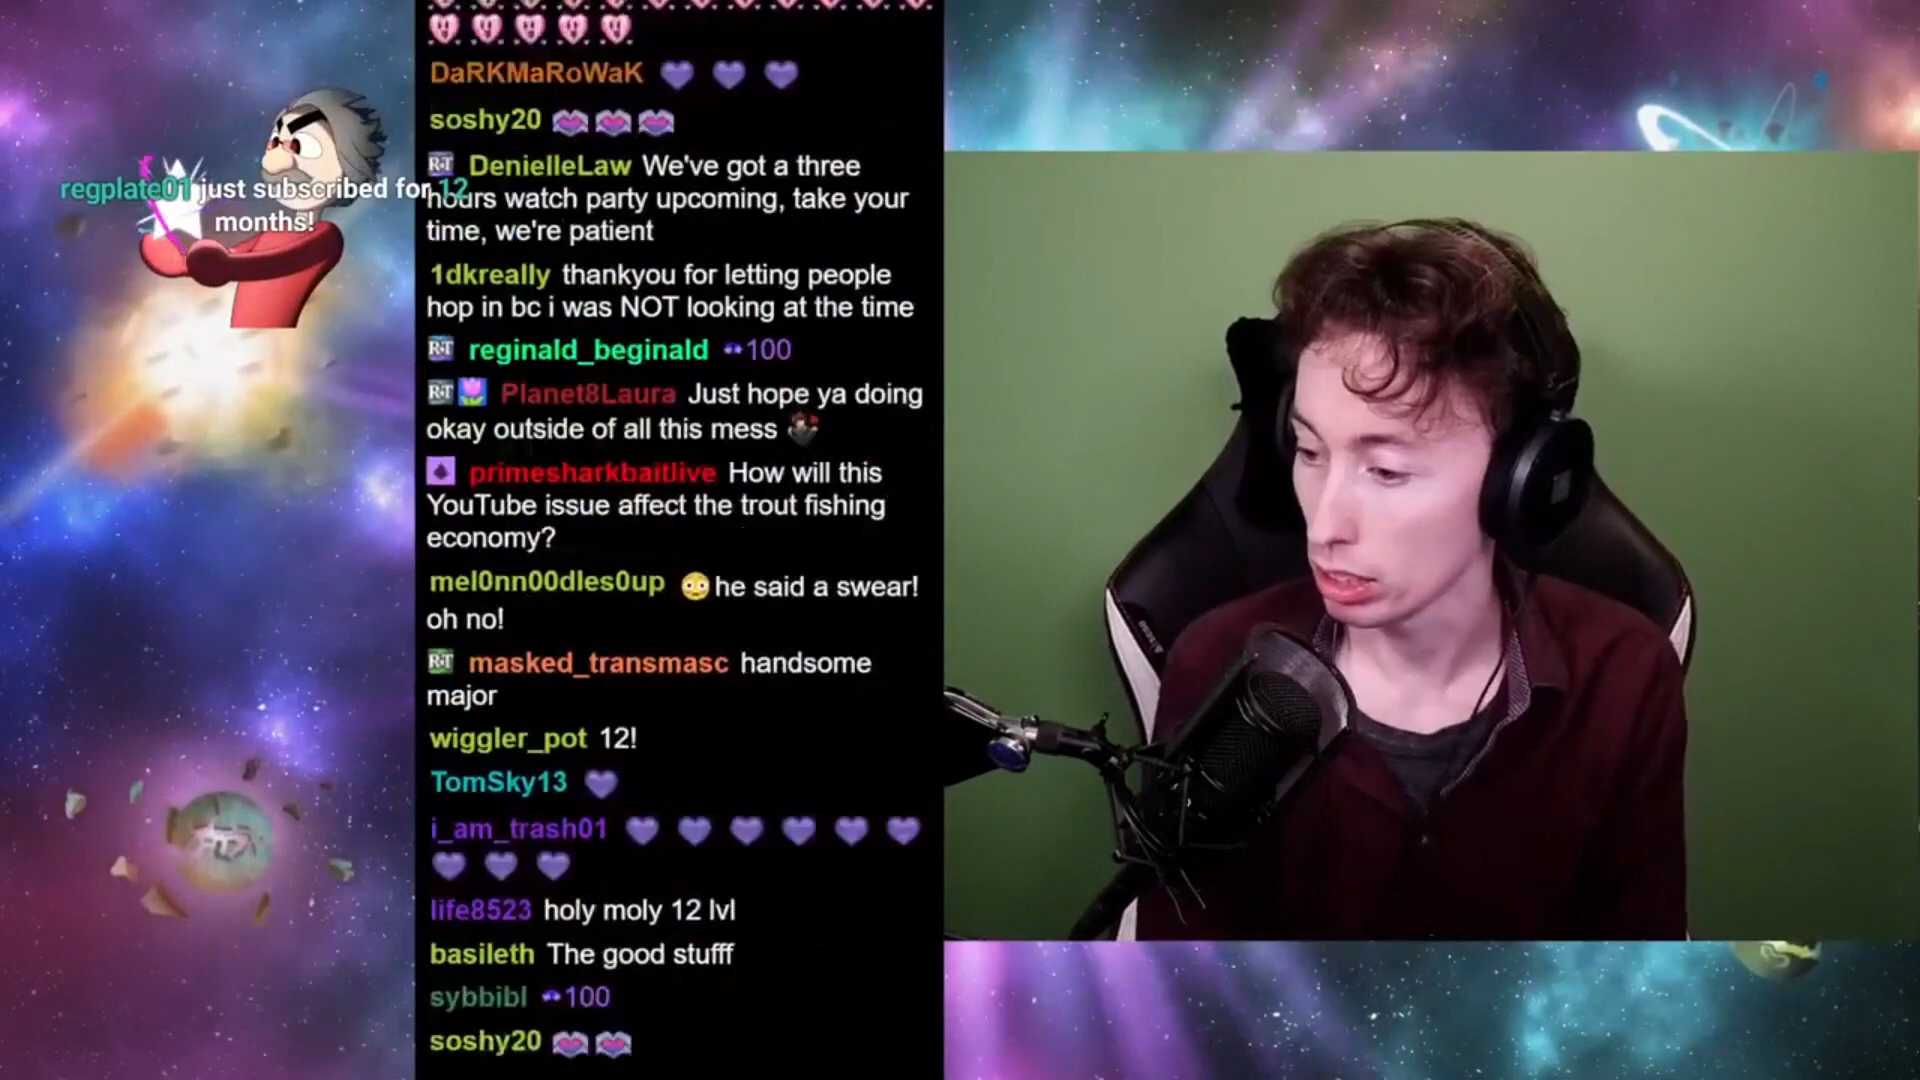 DaRKMaRoWaK
soshy20
RT DenielleLaw We've got a three
hours watch party upcoming, take your
time, we're patient
regplate01 just subscribed for 12
months!
1dkreally thankyou for letting people
hop in bc i was NOT looking at the time
RT reginald_beginald 100
RT Planet8Laura Just hope ya doing
okay outside of all this mess
primesharkbaitlive How will this
YouTube issue affect the trout fishing
economy?
mel0nn00dles0up he said a swear!
oh no!
RT masked_transmasc handsome
major
wiggler_pot 12!
TomSky13
i_am_trash01
life8523 holy moly 12 lvl
basileth The good stufff
sybbibl 100
soshy20